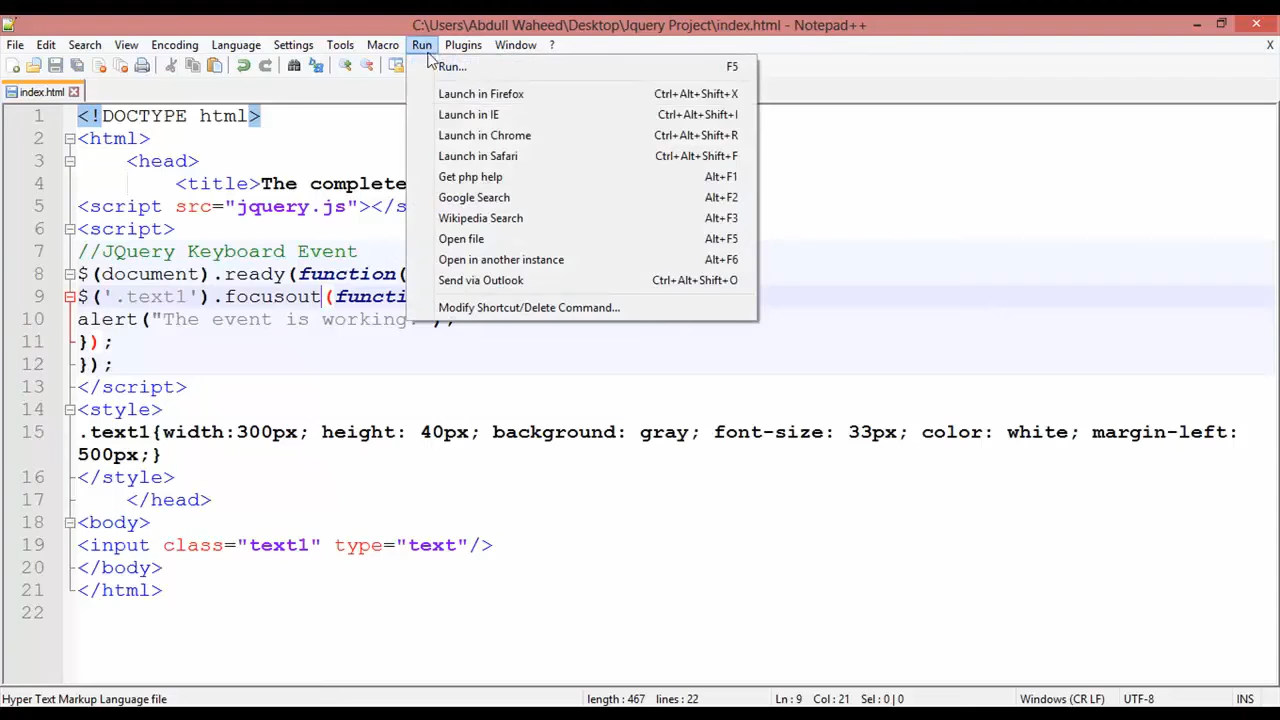 C:\Users\Abdull Waheed\Desktop\Jquery Project\index.html - Notepad++
File Edit Search View Encoding Language Settings Tools Macro Run Plugins Window ? X
Run... F5
Launch in Firefox Ctrl+Alt+Shift+X
Launch in IE Ctrl+Alt+Shift+I
Launch in Chrome Ctrl+Alt+Shift+R
Launch in Safari Ctrl+Alt+Shift+F
Get php help Alt+F1
Google Search Alt+F2
Wikipedia Search Alt+F3
Open file Alt+F5
Open in another instance Alt+F6
Send via Outlook Ctrl+Alt+Shift+O
Modify Shortcut/Delete Command...
index.html
1 <!DOCTYPE html>
2 <html>
3 <head>
4 <title>The complete
5 <script src="jquery.js"></s
6 <script>
7 //JQuery Keyboard Event
8 $(document).ready(function(
9 $('.text1').focusout(functi
10 alert("The event is working.");
11 });
12 });
13 </script>
14 <style>
15 .text1{width:300px; height: 40px; background: gray; font-size: 33px; color: white; margin-left:
500px;}
16 </style>
17 </head>
18 <body>
19 <input class="text1" type="text"/>
20 </body>
21 </html>
22
Hyper Text Markup Language file length : 467 lines : 22 Ln : 9 Col : 21 Sel : 0 | 0 Windows (CR LF) UTF-8 INS